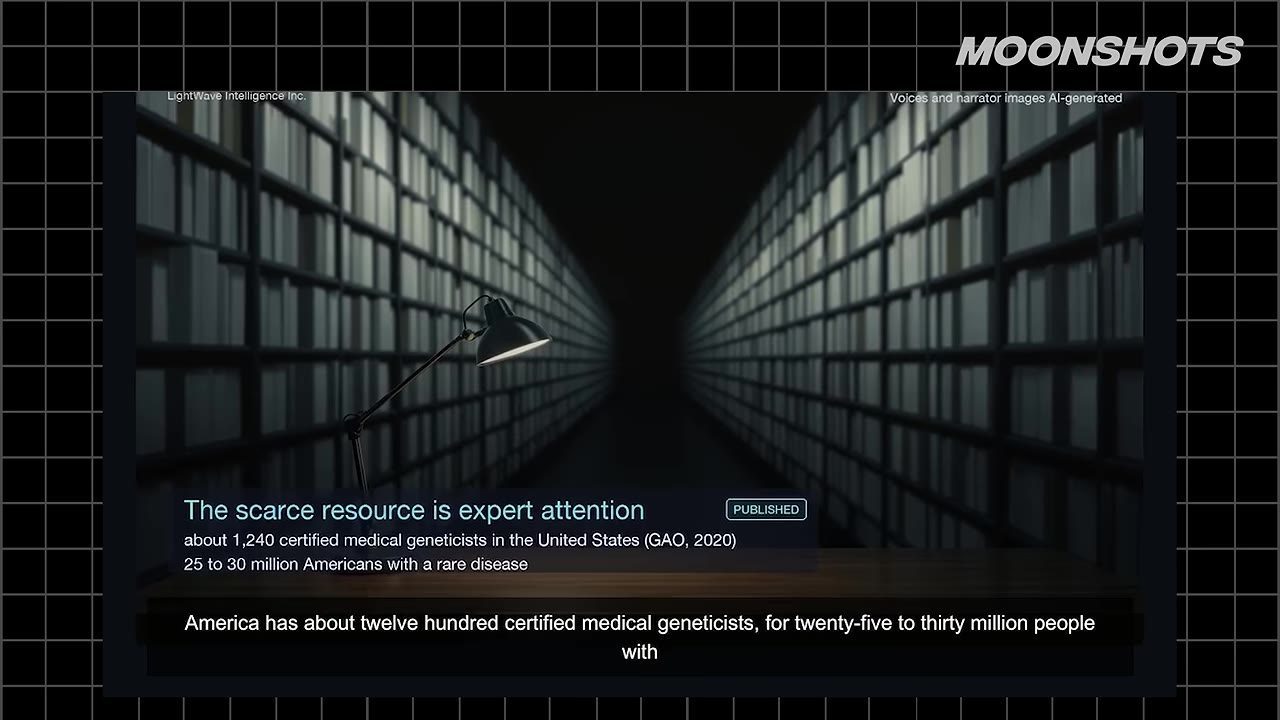 MOONSHOTS
LightWave Intelligence Inc.
Voices and narrator images AI-generated
The scarce resource is expert attention
PUBLISHED
about 1,240 certified medical geneticists in the United States (GAO, 2020)
25 to 30 million Americans with a rare disease
America has about twelve hundred certified medical geneticists, for twenty-five to thirty million people
with